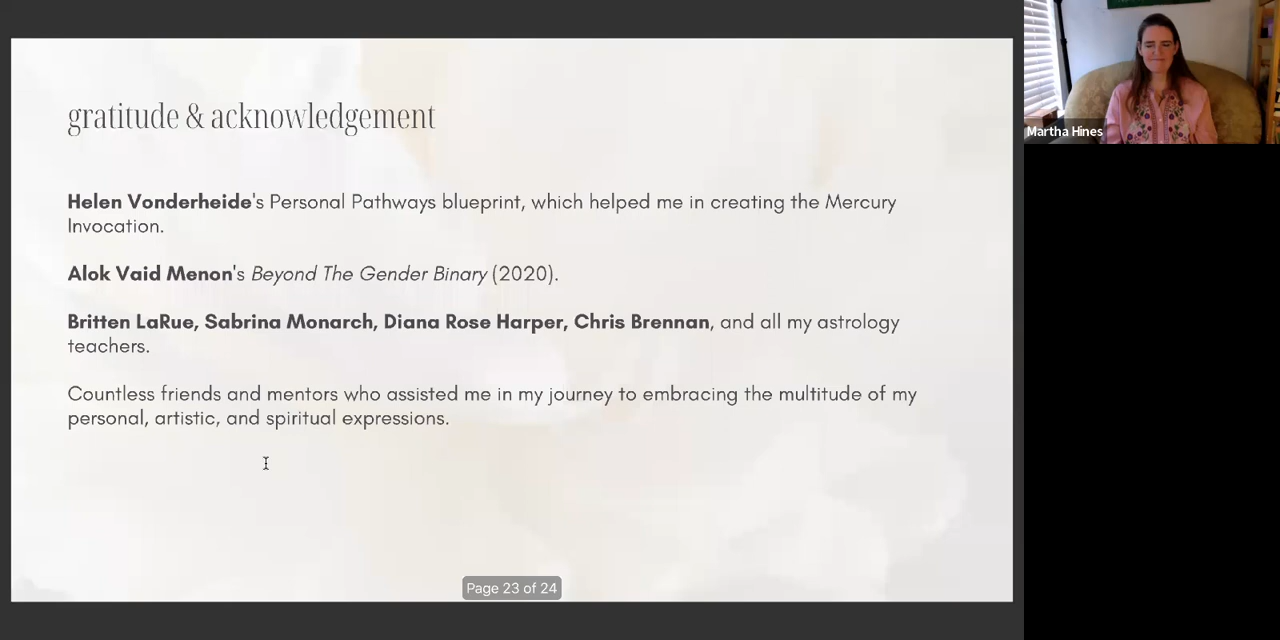 gratitude & acknowledgement
Helen Vonderheide's Personal Pathways blueprint, which helped me in creating the Mercury
Invocation.
Alok Vaid Menon's Beyond The Gender Binary (2020).
Britten LaRue, Sabrina Monarch, Diana Rose Harper, Chris Brennan, and all my astrology
teachers.
Countless friends and mentors who assisted me in my journey to embracing the multitude of my
personal, artistic, and spiritual expressions.
Page 23 of 24
Martha Hines